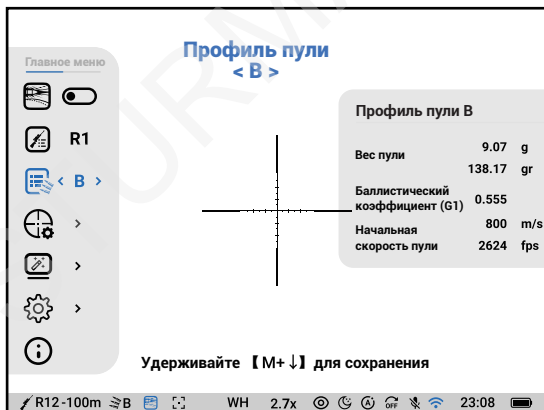 Главное меню
R1
< B >
>
>
>
Профиль пули
< B >
Профиль пули B
Вес пули
9.07 g
138.17 gr
Баллистический
коэффициент (G1) 0.555
Начальная
скорость пули
800 m/s
2624 fps
Удерживайте 【M+↓】для сохранения
R12-100m B WH 2.7x OFF 23:08